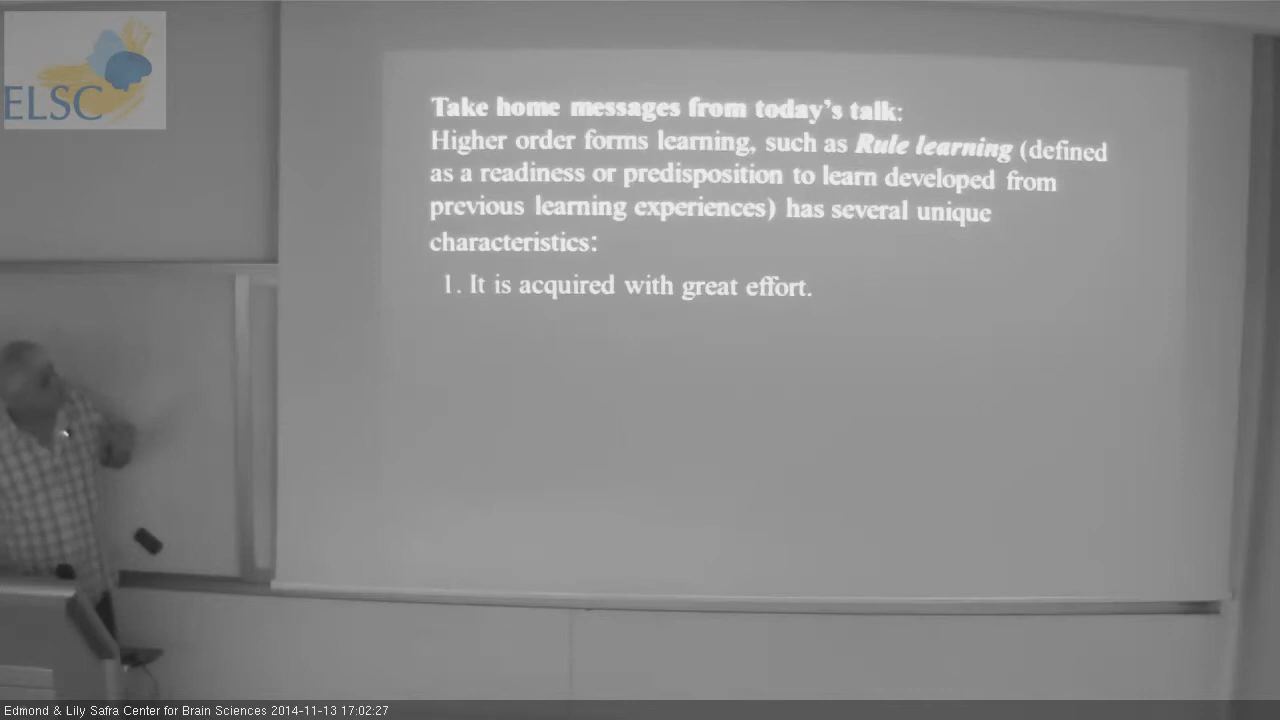 ELSC
Take home messages from today's talk:
Higher order forms learning, such as Rule learning (defined
as a readiness or predisposition to learn developed from
previous learning experiences) has several unique
characteristics:
1. It is acquired with great effort.
Edmond & Lily Safra Center for Brain Sciences 2014-11-13 17:02:27